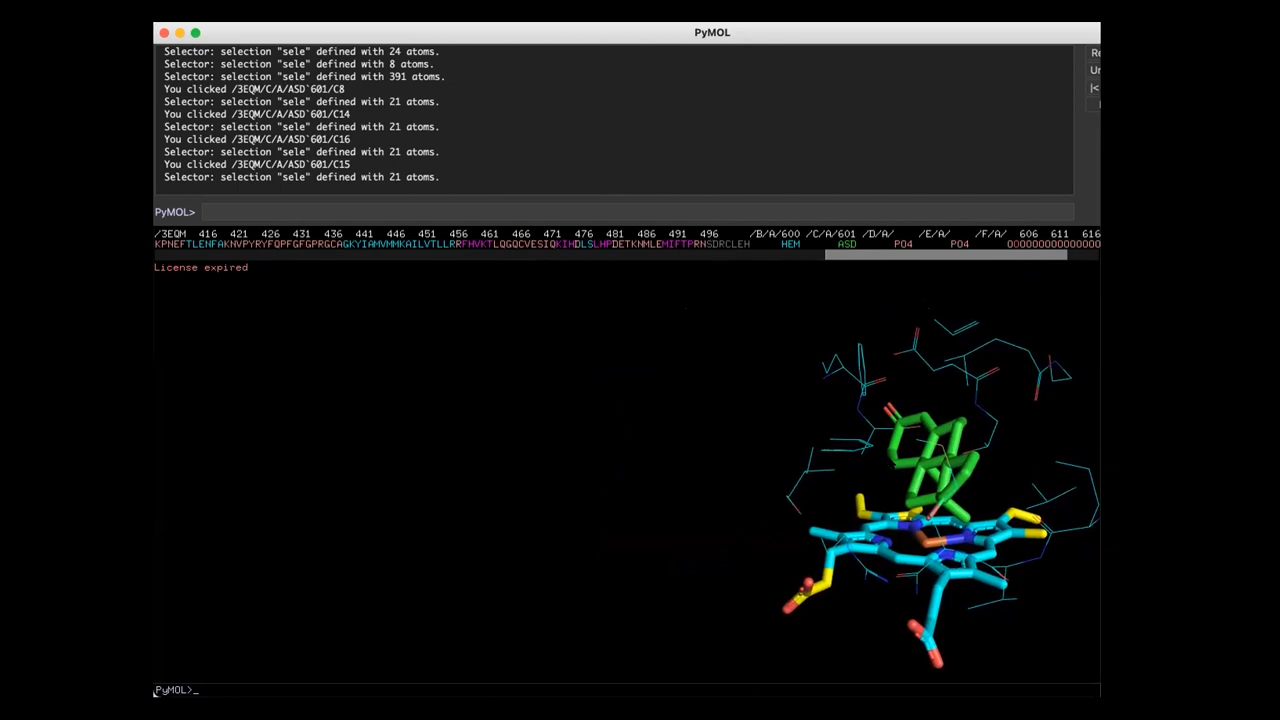 PyMOL
Selector: selection "sele" defined with 24 atoms.
Selector: selection "sele" defined with 8 atoms.
Selector: selection "sele" defined with 391 atoms.
You clicked /3EQM/C/A/ASD`601/C8
Selector: selection "sele" defined with 21 atoms.
You clicked /3EQM/C/A/ASD`601/C14
Selector: selection "sele" defined with 21 atoms.
You clicked /3EQM/C/A/ASD`601/C16
Selector: selection "sele" defined with 21 atoms.
You clicked /3EQM/C/A/ASD`601/C15
Selector: selection "sele" defined with 21 atoms.
Re
Un
|<
PyMOL>
/3EQM 416 421 426 431 436 441 446 451 456 461 466 471 476 481 486 491 496 /B/A/600 /C/A/601 /D/A/ /E/A/ /F/A/ 606 611 616
KPNEFTLENFAKNVPYRYFQPFGFGPRGCAGKYIAMVMMKAILVTLLRRFHVKTLQGQCVESIQKIHDLSLHPDETKNMLEMIFTPRNSDRCLEH HEM ASD PO4 PO4 OOOOOOOOOOOOOOO
License expired
PyMOL>_